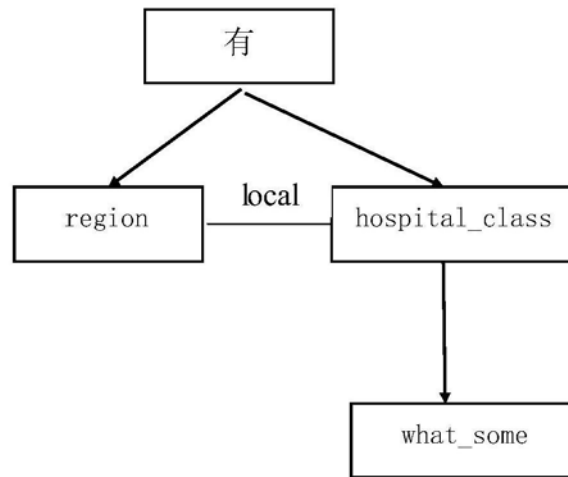 有
local
region
hospital_class
what_some